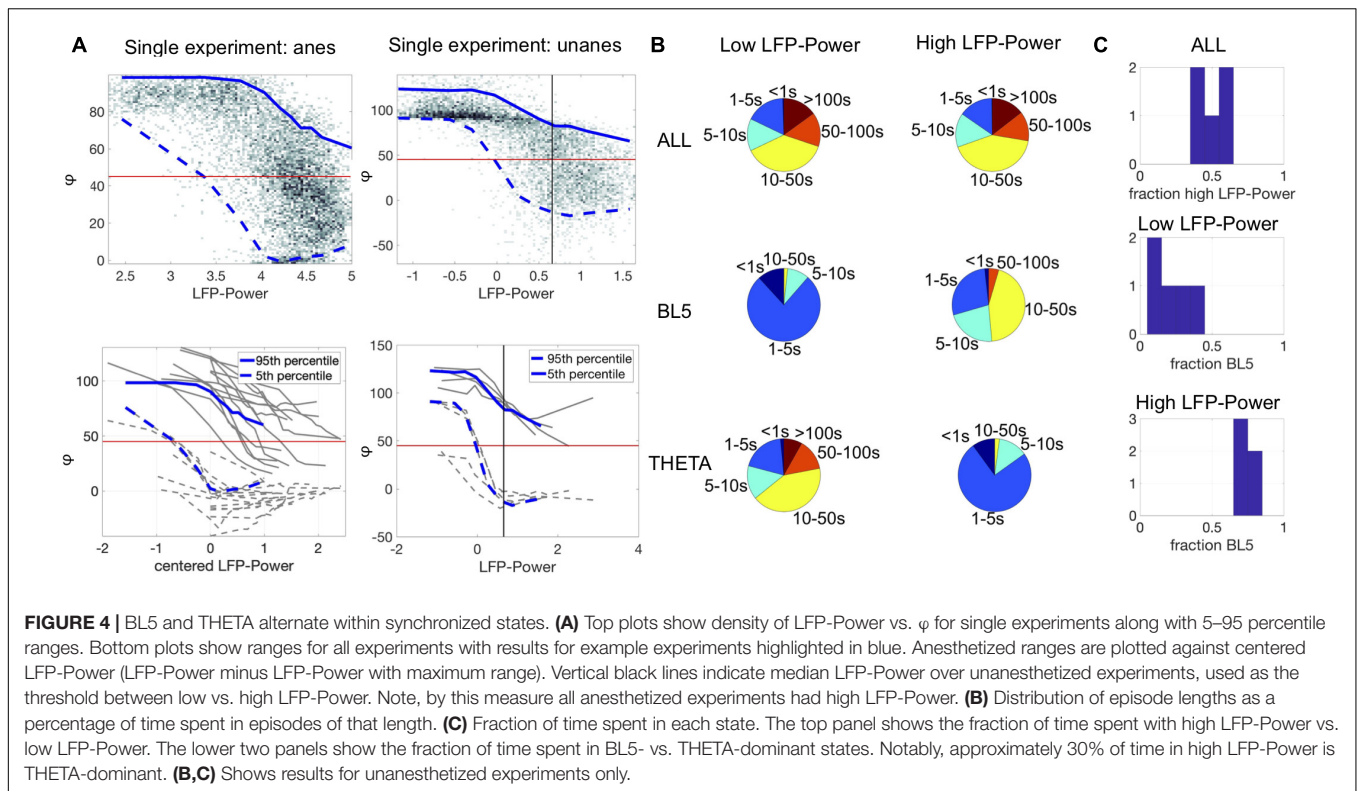 A
Single experiment: anes
Single experiment: unanes
φ
80
60
40
20
0
2.5
3
3.5
4
4.5
5
LFP-Power
φ
100
50
0
-50
-1
-0.5
0
0.5
1
1.5
LFP-Power
φ
100
50
0
-2
-1
0
1
2
centered LFP-Power
95th percentile
5th percentile
φ
150
100
50
0
-50
-2
0
2
4
LFP-Power
95th percentile
5th percentile
B
Low LFP-Power
High LFP-Power
ALL
<1s
>100s
1-5s
50-100s
5-10s
10-50s
<1s
>100s
1-5s
50-100s
5-10s
10-50s
BL5
10-50s
<1s
5-10s
1-5s
<1s
50-100s
1-5s
10-50s
5-10s
THETA
<1s
>100s
1-5s
50-100s
5-10s
10-50s
10-50s
<1s
5-10s
1-5s
C
ALL
2
1
0
0
0.5
1
fraction high LFP-Power
Low LFP-Power
2
1
0
0
0.5
1
fraction BL5
High LFP-Power
3
2
1
0
0
0.5
1
fraction BL5
FIGURE 4 | BL5 and THETA alternate within synchronized states. (A) Top plots show density of LFP-Power vs. φ for single experiments along with 5–95 percentile
ranges. Bottom plots show ranges for all experiments with results for example experiments highlighted in blue. Anesthetized ranges are plotted against centered
LFP-Power (LFP-Power minus LFP-Power with maximum range). Vertical black lines indicate median LFP-Power over unanesthetized experiments, used as the
threshold between low vs. high LFP-Power. Note, by this measure all anesthetized experiments had high LFP-Power. (B) Distribution of episode lengths as a
percentage of time spent in episodes of that length. (C) Fraction of time spent in each state. The top panel shows the fraction of time spent with high LFP-Power vs.
low LFP-Power. The lower two panels show the fraction of time spent in BL5- vs. THETA-dominant states. Notably, approximately 30% of time in high LFP-Power is
THETA-dominant. (B,C) Shows results for unanesthetized experiments only.